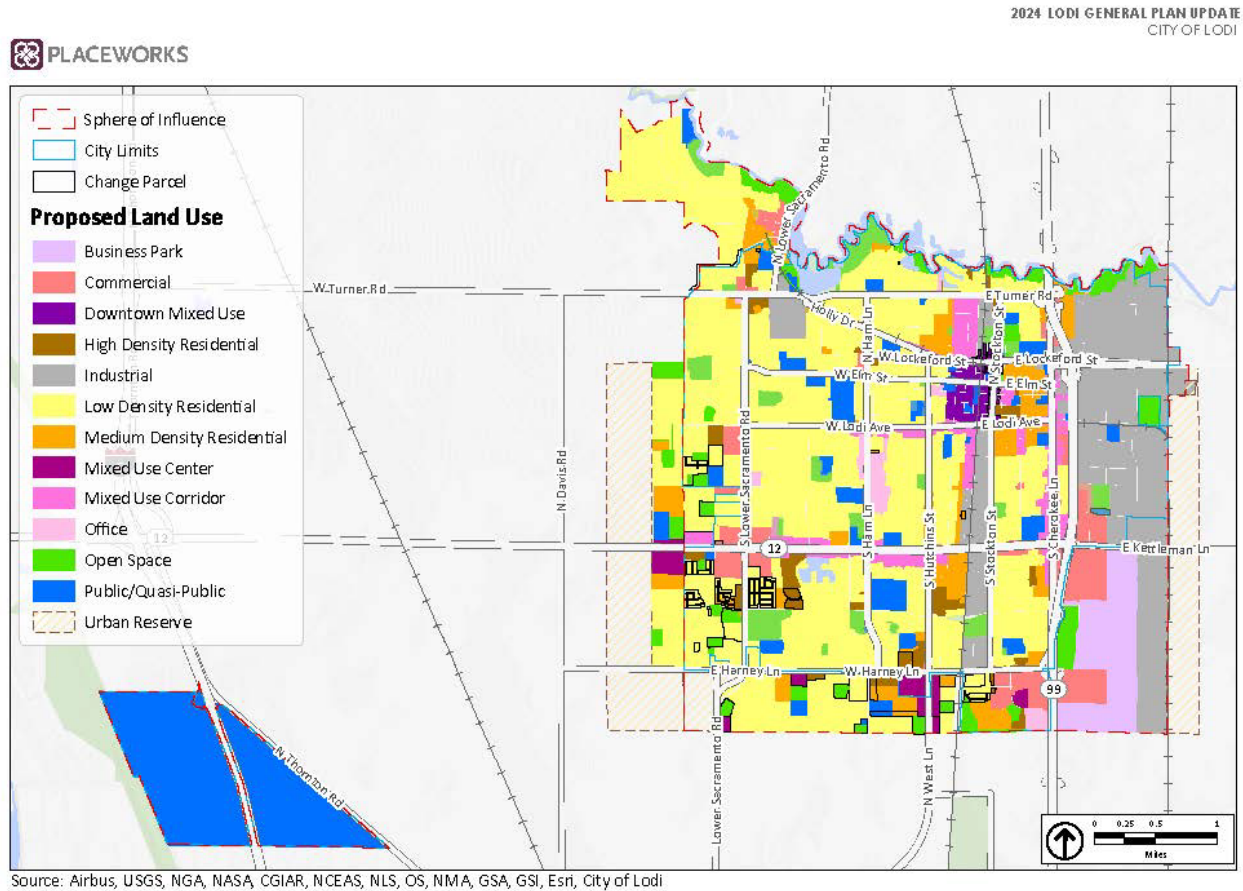 2024 LODI GENERAL PLAN UPDATE
CITY OF LODI
PLACEWORKS
Sphere of Influence
City Limits
Change Parcel
Proposed Land Use
Business Park
Commercial
Downtown Mixed Use
High Density Residential
Industrial
Low Density Residential
Medium Density Residential
Mixed Use Center
Mixed Use Corridor
Office
Open Space
Public/Quasi-Public
Urban Reserve
N Lower Sacramento Rd
W Turner Rd
E Turner Rd
Holly Dr
N Ham Ln
N Stockton St
W Lockeford St
E Lockeford St
W Elm St
E Elm St
W Lodi Ave
E Lodi Ave
S Lower Sacramento Rd
N Davis Rd
S Ham Ln
S Hutchins St
S Stockton St
S Cherokee Ln
12
12
E Kettleman Ln
E Harney Ln
W Harney Ln
99
N Thornton Rd
Lower Sacramento Rd
N West Ln
0 0.25 0.5 1
Miles
Source: Airbus, USGS, NGA, NASA, CGIAR, NCEAS, NLS, OS, NMA, GSA, GSI, Esri, City of Lodi